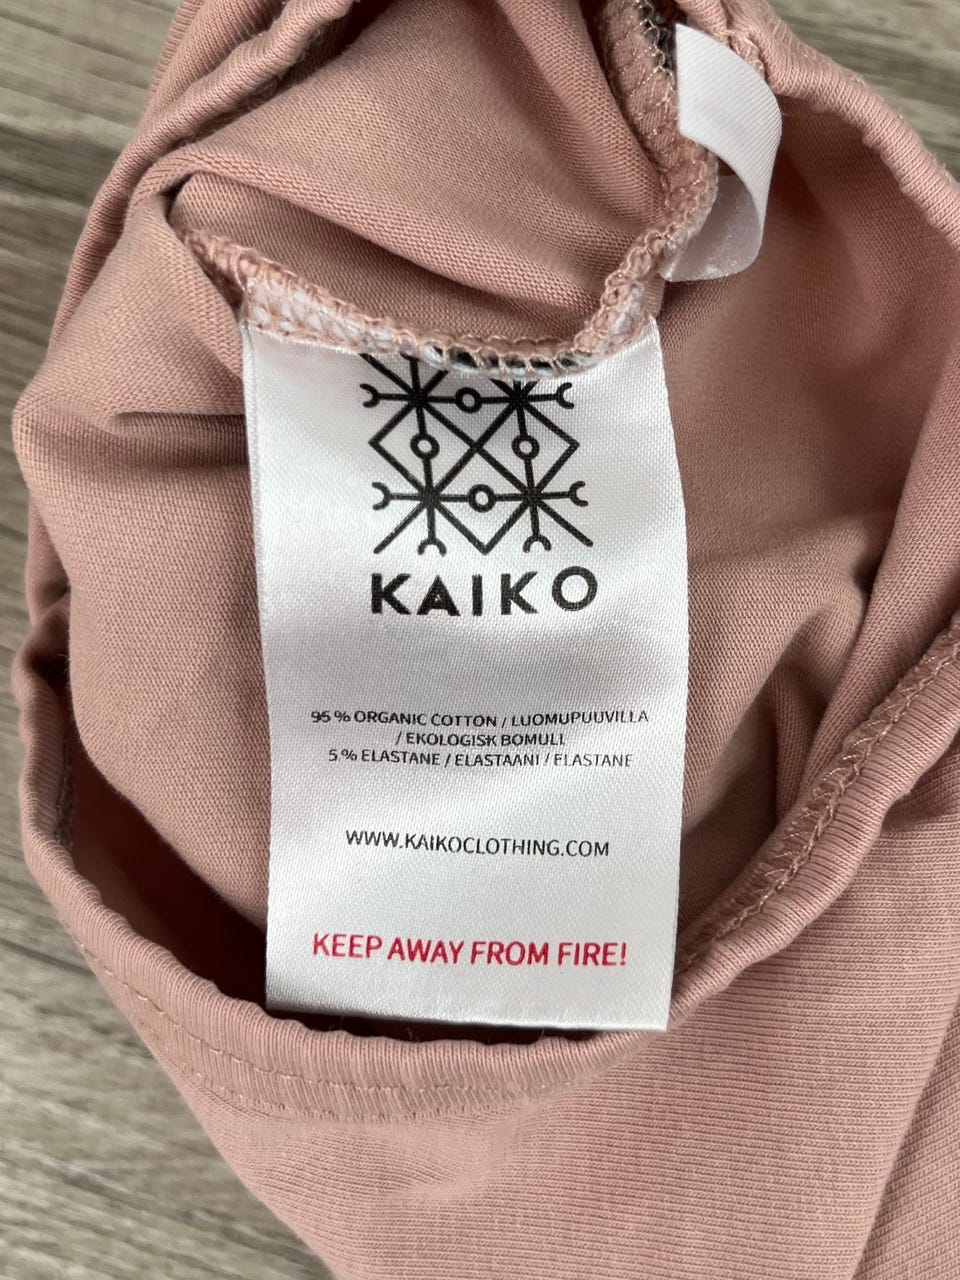 KAIKO
95 % ORGANIC COTTON / LUOMUPUUVILLA
/ EKOLOGISK BOMULL
5 % ELASTANE / ELASTAANI / ELASTANE
WWW.KAIKOCLOTHING.COM
KEEP AWAY FROM FIRE!